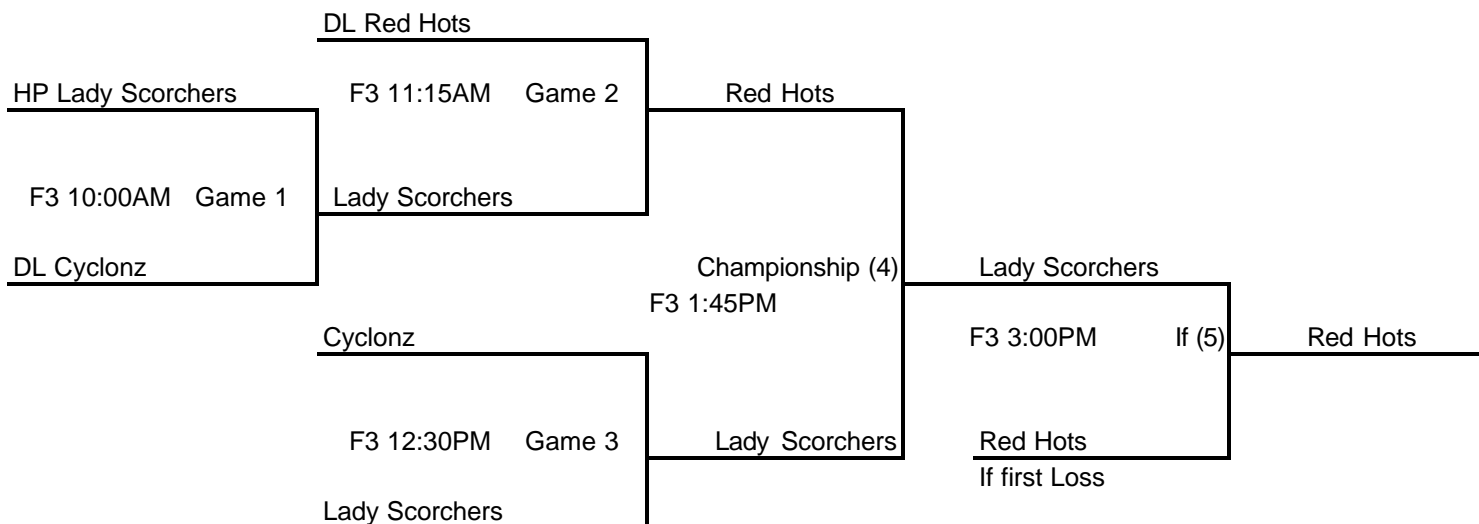 DL Red Hots
HP Lady Scorchers
F3 11:15AM Game 2
Red Hots
F3 10:00AM Game 1
Lady Scorchers
DL Cyclonz
Championship (4)
Lady Scorchers
F3 1:45PM
Cyclonz
F3 3:00PM If (5)
Red Hots
F3 12:30PM Game 3
Lady Scorchers
Red Hots
If first Loss
Lady Scorchers